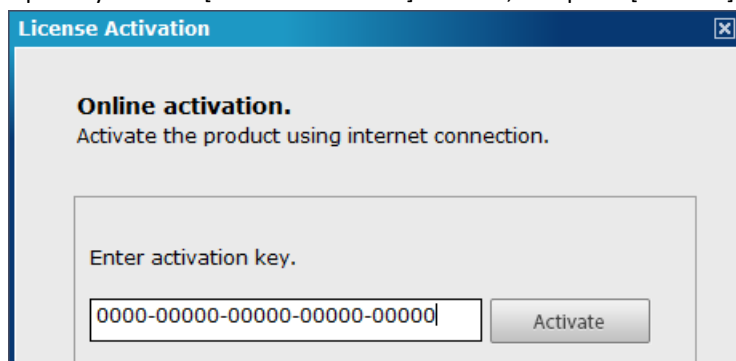 License Activation
Online activation.
Activate the product using internet connection.
Enter activation key.
0000-00000-00000-00000-00000
Activate